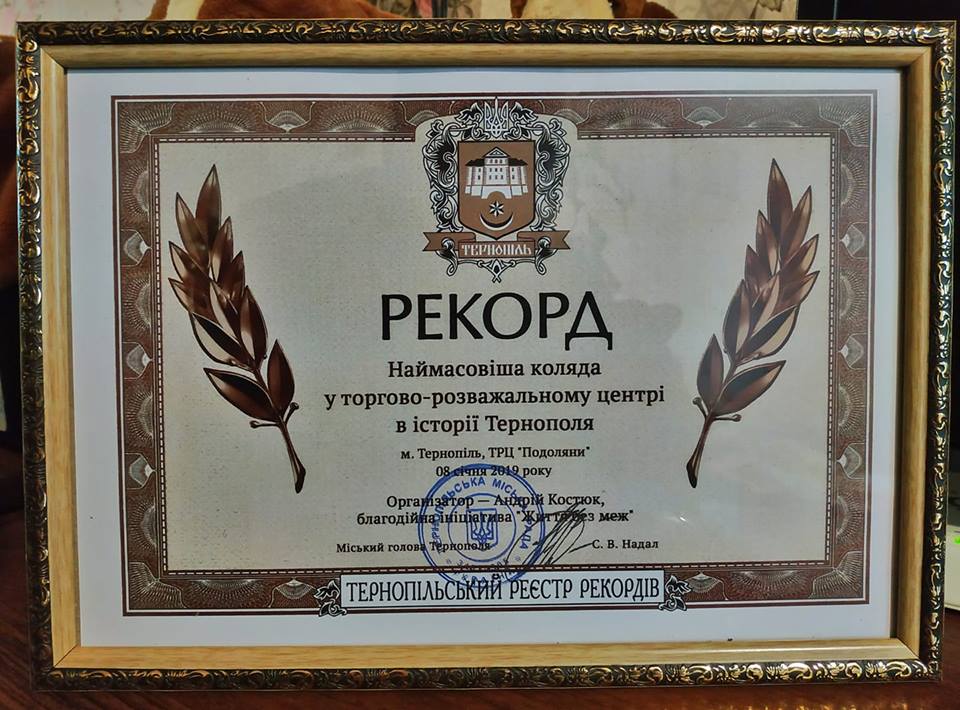 ТЕРНОПІЛЬ
РЕКОРД
Наймасовіша коляда
у торгово-розважальному центрі
в історії Тернополя
м. Тернопіль, ТРЦ "Подоляни"
08 січня 2019 року
Організатор — Андрій Костюк,
благодійна ініціатива "Життя без меж"
Міський голова Тернополя
С. В. Надал
ТЕРНОПІЛЬСЬКА МІСЬКА РАДА
ТЕРНОПІЛЬСЬКИЙ РЕЄСТР РЕКОРДІВ